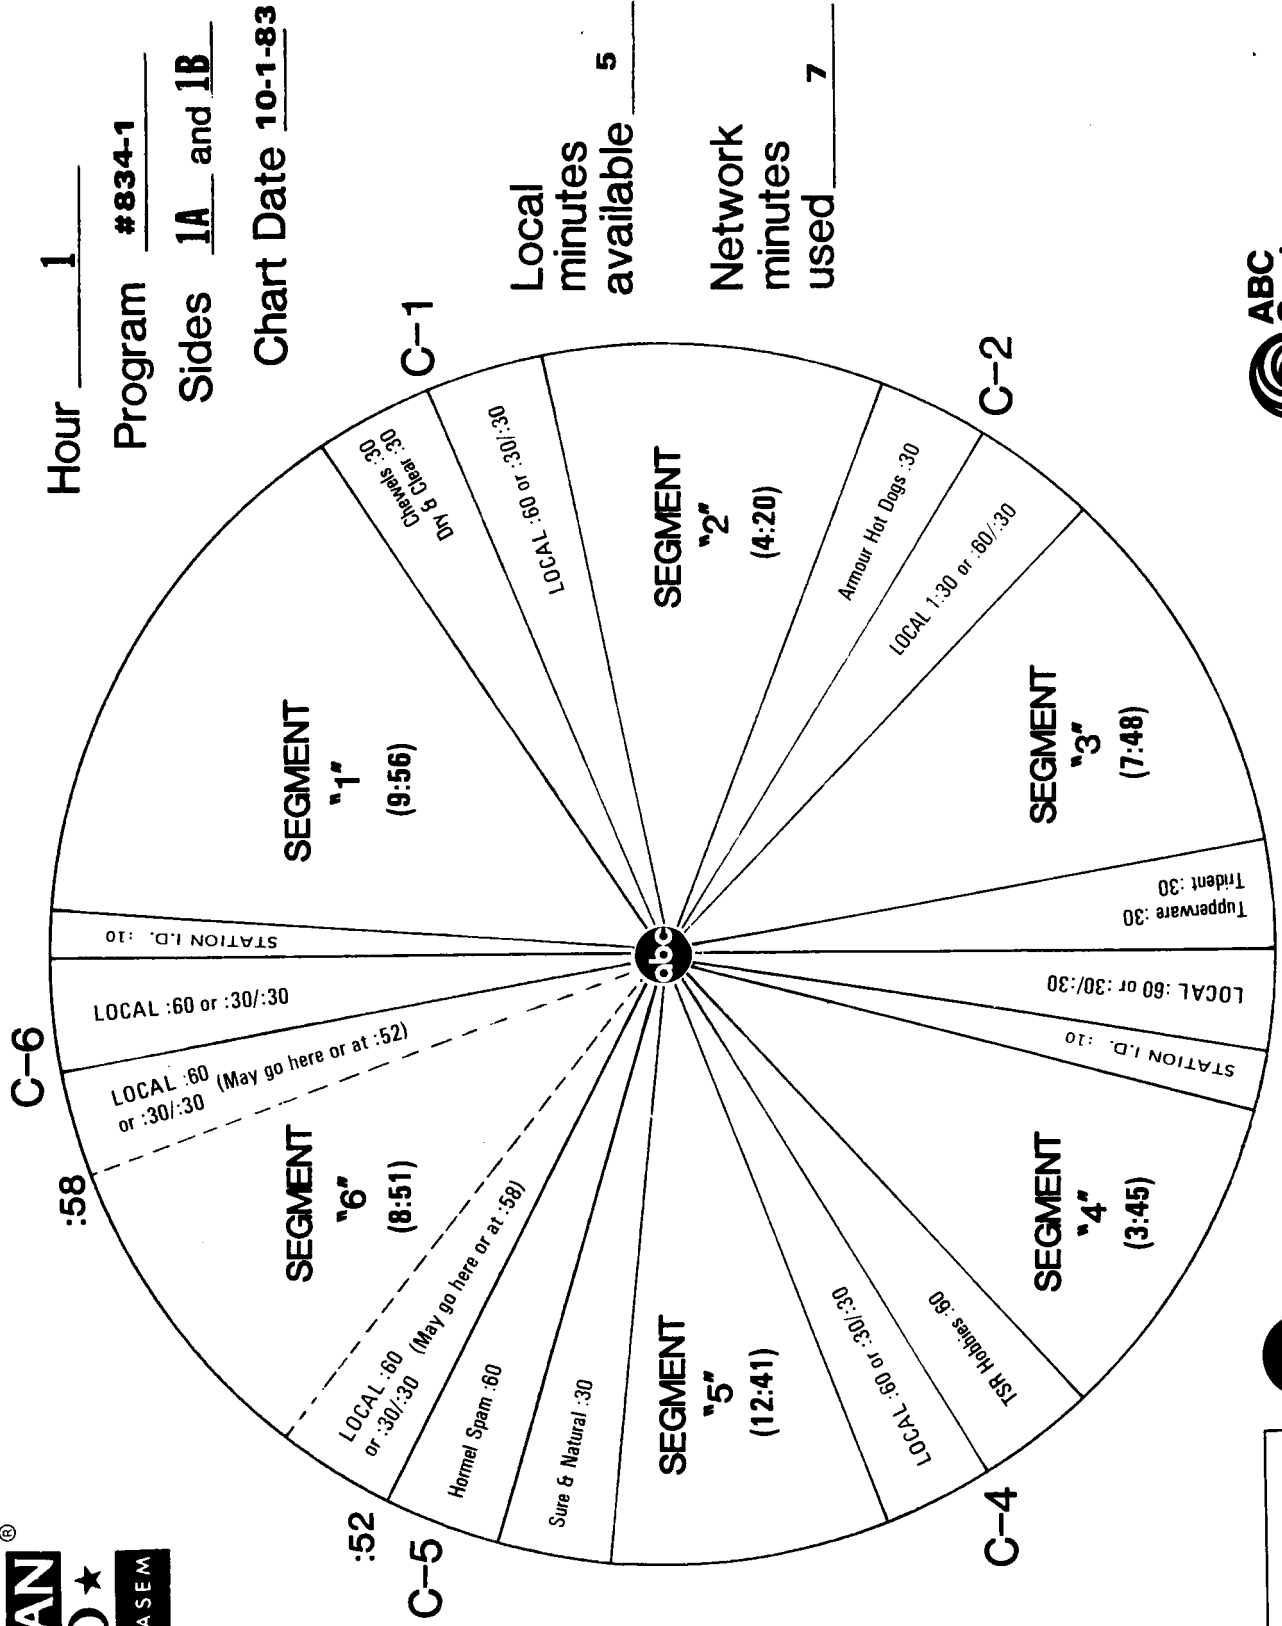 Hour 1
Program #834-1
Sides 1A and 1B
Chart Date 10-1-83
Local
minutes
available 5
Network
minutes
used 7
®
AN
ASEM
STATION I.D. :10
SEGMENT
"1"
(9:56)
Chewels :30
Dry & Clear :30
C-1
LOCAL :60 or :30/:30
SEGMENT
"2"
(4:20)
Armour Hot Dogs :30
C-2
LOCAL 1:30 or :60/:30
SEGMENT
"3"
(7:48)
Trident :30
Tupperware :30
LOCAL :60 or :30/:30
STATION I.D. :10
SEGMENT
"4"
(3:45)
TSR Hobbies :60
C-4
LOCAL :60 or :30/:30
SEGMENT
"5"
(12:41)
Sure & Natural :30
Hormel Spam :60
C-5
:52
LOCAL :60
or :30/:30 (May go here or at :58)
SEGMENT
"6"
(8:51)
:58
LOCAL :60
or :30/:30 (May go here or at :52)
C-6
LOCAL :60 or :30/:30
abc
ABC